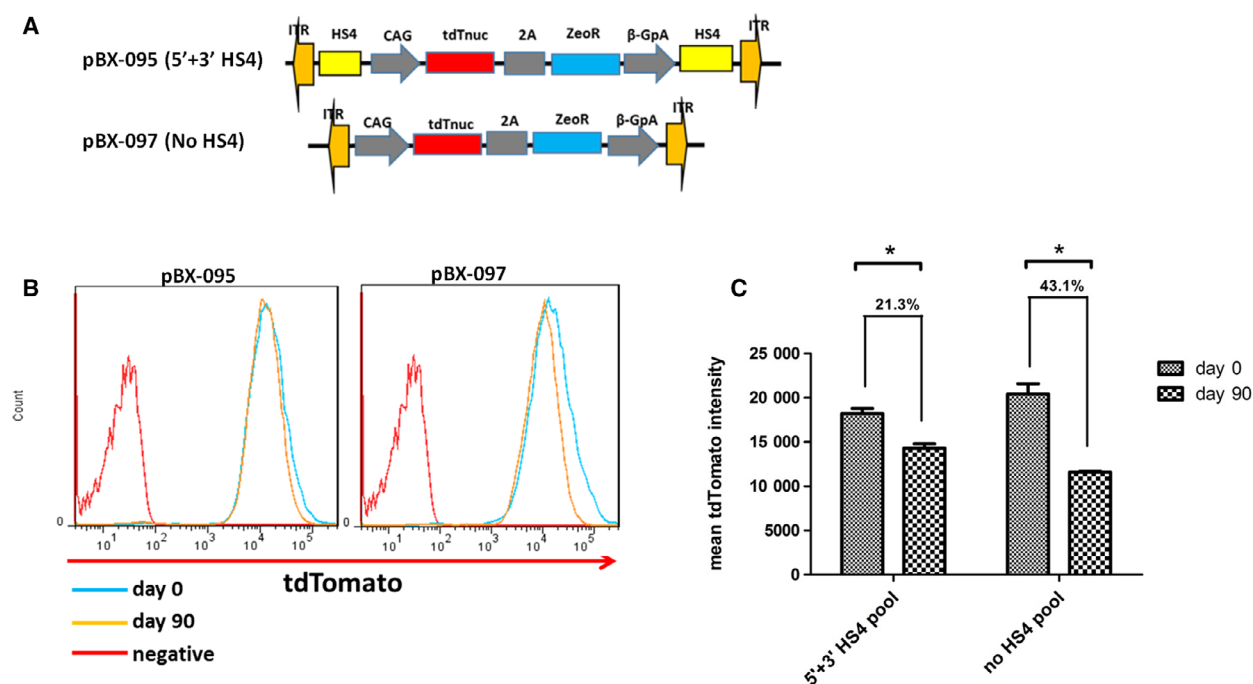 A
ITR HS4 CAG tdTnuc 2A ZeoR β-GpA HS4 ITR
pBX-095 (5'+3' HS4)
ITR CAG tdTnuc 2A ZeoR β-GpA ITR
pBX-097 (No HS4)
B
pBX-095
pBX-097
Count
0
10¹ 10² 10³ 10⁴ 10⁵
0
10¹ 10² 10³ 10⁴ 10⁵
tdTomato
day 0
day 90
negative
C
* *
21.3% 43.1%
mean tdTomato intensity
25 000
20 000
15 000
10 000
5000
0
5'+3' HS4 pool
no HS4 pool
day 0
day 90